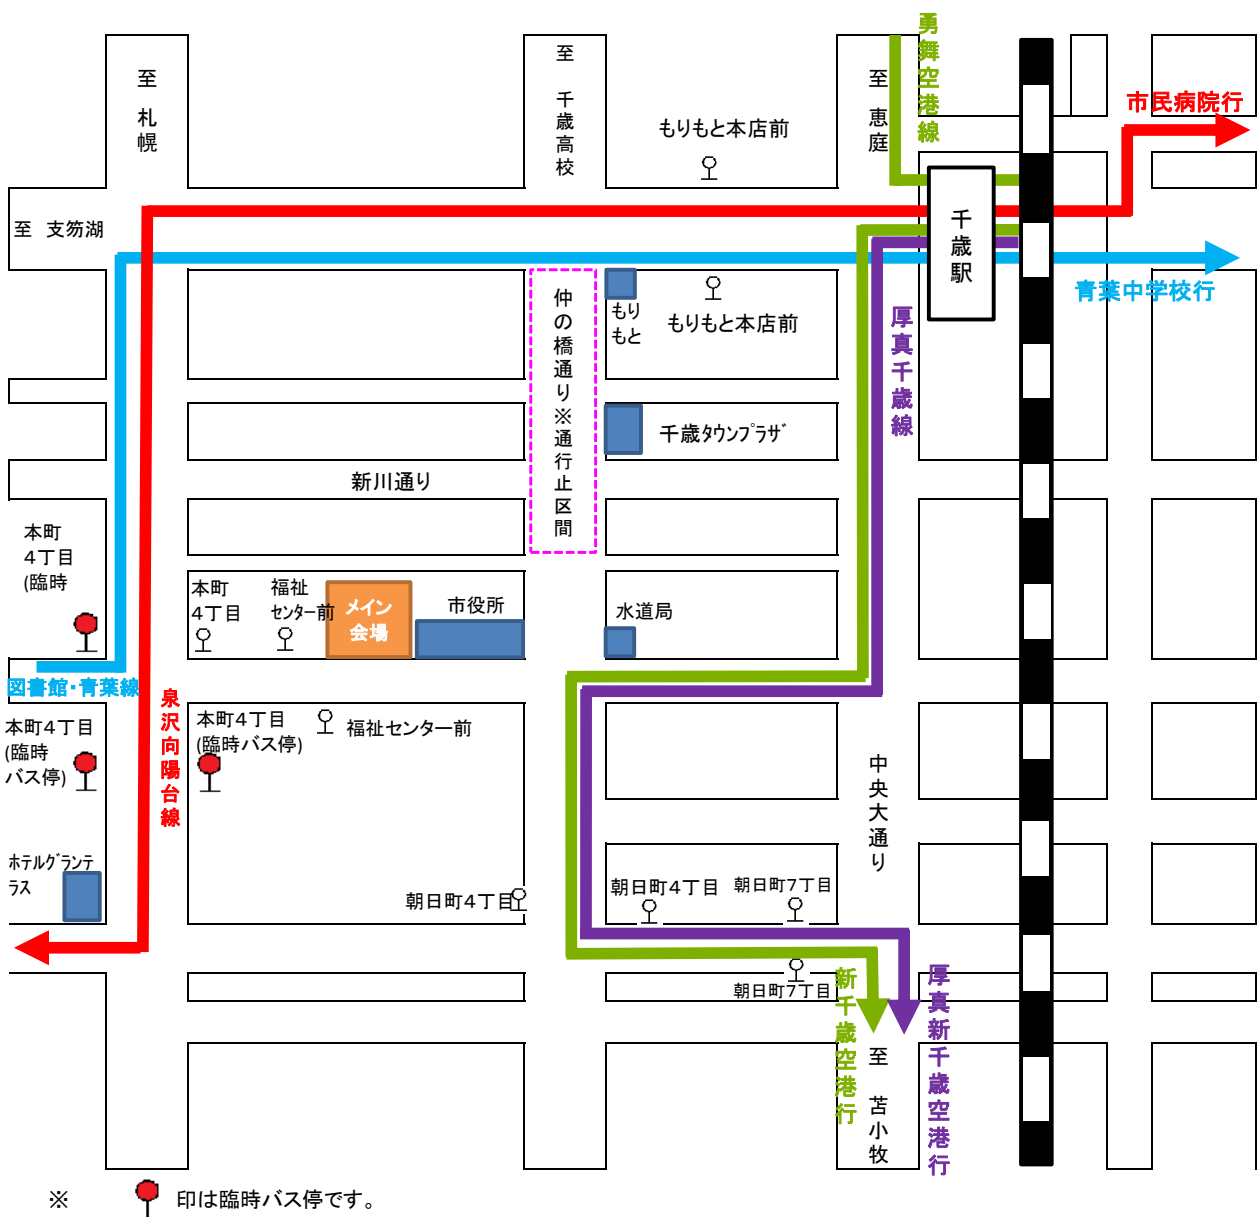 勇舞空港線
至 札幌
至 千歳高校
至 恵庭
市民病院行
もりもと本店前
至 支笏湖
千歳駅
青葉中学校行
仲の橋通り※通行止区間
もり
もと
もりもと本店前
厚真千歳線
千歳タウンプラザ
新川通り
本町
4丁目
(臨時
本町
4丁目
福祉
センター前
メイン
会場
市役所
水道局
図書館・青葉線
泉沢向陽台線
本町4丁目
(臨時
バス停)
本町4丁目
(臨時バス停)
福祉センター前
中央大通り
ホテルグランテ
ラス
朝日町4丁目
朝日町4丁目
朝日町7丁目
朝日町7丁目
新千歳空港行
厚真新千歳空港行
至 苫小牧
※ 印は臨時バス停です。